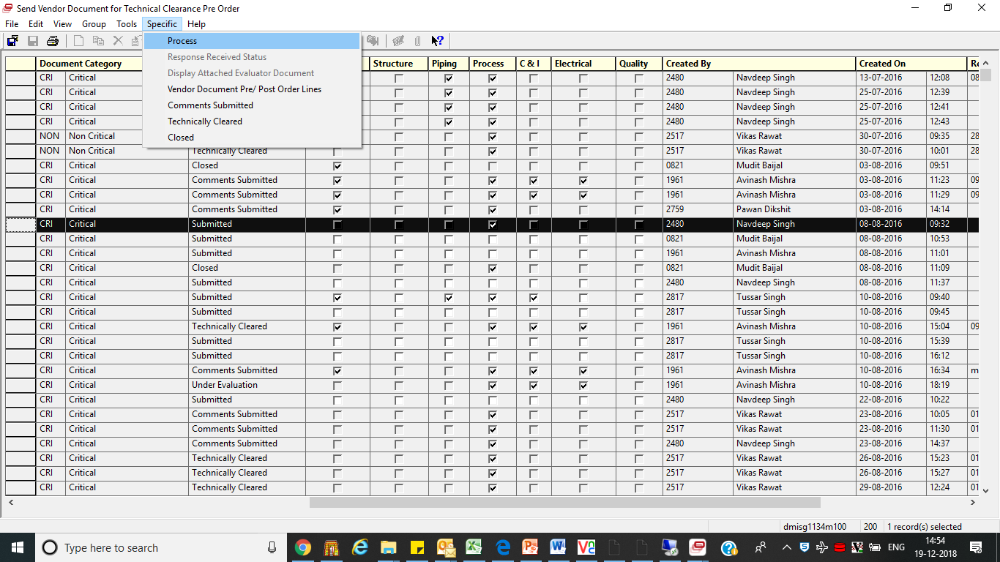 Send Vendor Document for Technical Clearance Pre Order
File Edit View Group Tools Specific Help
Process
Response Received Status
Display Attached Evaluator Document
Vendor Document Pre/ Post Order Lines
Comments Submitted
Technically Cleared
Closed
Document Category Structure Piping Process C & I Electrical Quality Created By Created On
CRI Critical 2480 Navdeep Singh 13-07-2016 12:08 08
CRI Critical 2480 Navdeep Singh 25-07-2016 12:39
CRI Critical 2480 Navdeep Singh 25-07-2016 12:41
CRI Critical 2480 Navdeep Singh 25-07-2016 12:43
NON Non Critical 2517 Vikas Rawat 30-07-2016 09:35 28
NON Non Critical Technically Cleared 2517 Vikas Rawat 30-07-2016 10:01 28
CRI Critical Closed 0821 Mudit Baijal 03-08-2016 09:51
CRI Critical Comments Submitted 1961 Avinash Mishra 03-08-2016 11:23 09
CRI Critical Comments Submitted 1961 Avinash Mishra 03-08-2016 11:29 09
CRI Critical Comments Submitted 2759 Pawan Dikshit 03-08-2016 14:14
CRI Critical Submitted 2480 Navdeep Singh 08-08-2016 09:32
CRI Critical Submitted 0821 Mudit Baijal 08-08-2016 10:53
CRI Critical Submitted 1961 Avinash Mishra 08-08-2016 11:01
CRI Critical Closed 0821 Mudit Baijal 08-08-2016 11:09
CRI Critical Submitted 2480 Navdeep Singh 08-08-2016 11:37
CRI Critical Submitted 2817 Tussar Singh 10-08-2016 09:40
CRI Critical Submitted 2817 Tussar Singh 10-08-2016 09:45
CRI Critical Technically Cleared 1961 Avinash Mishra 10-08-2016 15:04 09
CRI Critical Submitted 2817 Tussar Singh 10-08-2016 15:39
CRI Critical Submitted 2817 Tussar Singh 10-08-2016 16:12
CRI Critical Comments Submitted 1961 Avinash Mishra 10-08-2016 16:34 m
CRI Critical Under Evaluation 1961 Avinash Mishra 10-08-2016 18:19
CRI Critical Submitted 2480 Navdeep Singh 22-08-2016 10:22
CRI Critical Comments Submitted 2517 Vikas Rawat 23-08-2016 10:05 01
CRI Critical Comments Submitted 2517 Vikas Rawat 23-08-2016 11:30 01
CRI Critical Comments Submitted 2480 Navdeep Singh 23-08-2016 14:37
CRI Critical Technically Cleared 2517 Vikas Rawat 26-08-2016 15:23 01
CRI Critical Technically Cleared 2517 Vikas Rawat 26-08-2016 15:27 01
CRI Critical Technically Cleared 2517 Vikas Rawat 29-08-2016 12:24 01
dmisg1134m100 200 1 record(s) selected
Type here to search
ENG
14:54
19-12-2018